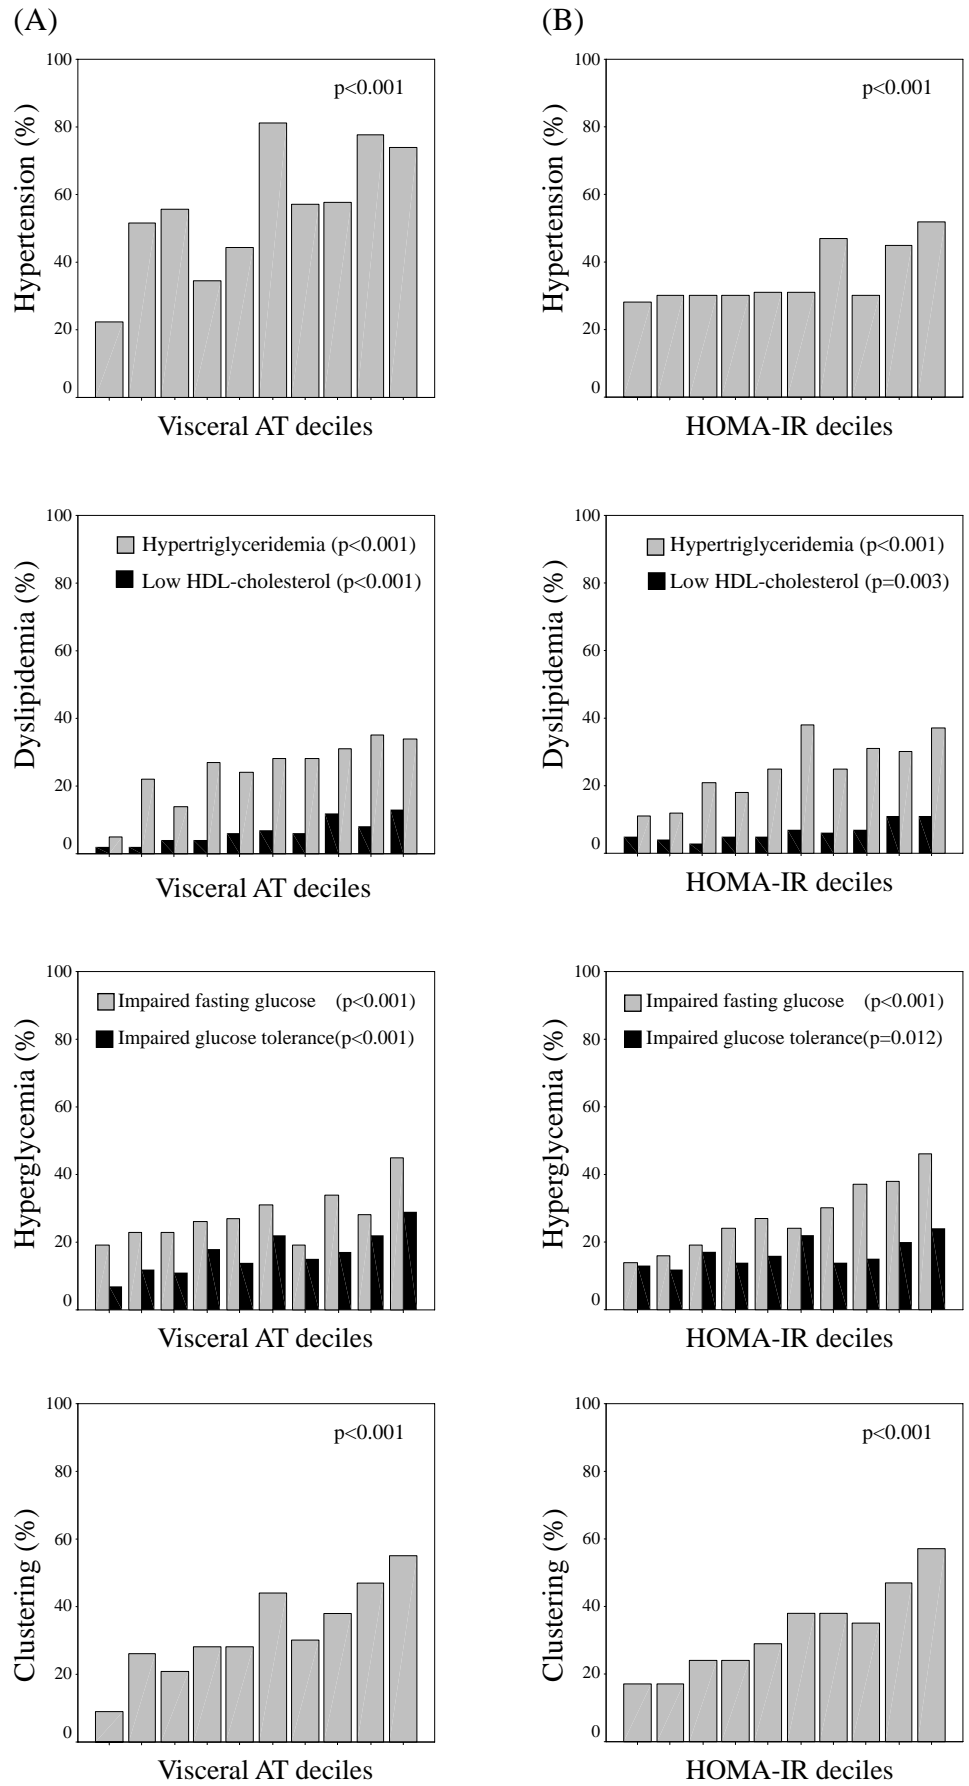 (A)
(B)
Hypertension (%)
100
80
60
40
20
0
p<0.001
Visceral AT deciles
Hypertension (%)
100
80
60
40
20
0
p<0.001
HOMA-IR deciles
Dyslipidemia (%)
100
80
60
40
20
0
Hypertriglyceridemia (p<0.001)
Low HDL-cholesterol (p<0.001)
Visceral AT deciles
Dyslipidemia (%)
100
80
60
40
20
0
Hypertriglyceridemia (p<0.001)
Low HDL-cholesterol (p=0.003)
HOMA-IR deciles
Hyperglycemia (%)
100
80
60
40
20
0
Impaired fasting glucose (p<0.001)
Impaired glucose tolerance(p<0.001)
Visceral AT deciles
Hyperglycemia (%)
100
80
60
40
20
0
Impaired fasting glucose (p<0.001)
Impaired glucose tolerance(p=0.012)
HOMA-IR deciles
Clustering (%)
100
80
60
40
20
0
p<0.001
Visceral AT deciles
Clustering (%)
100
80
60
40
20
0
p<0.001
HOMA-IR deciles